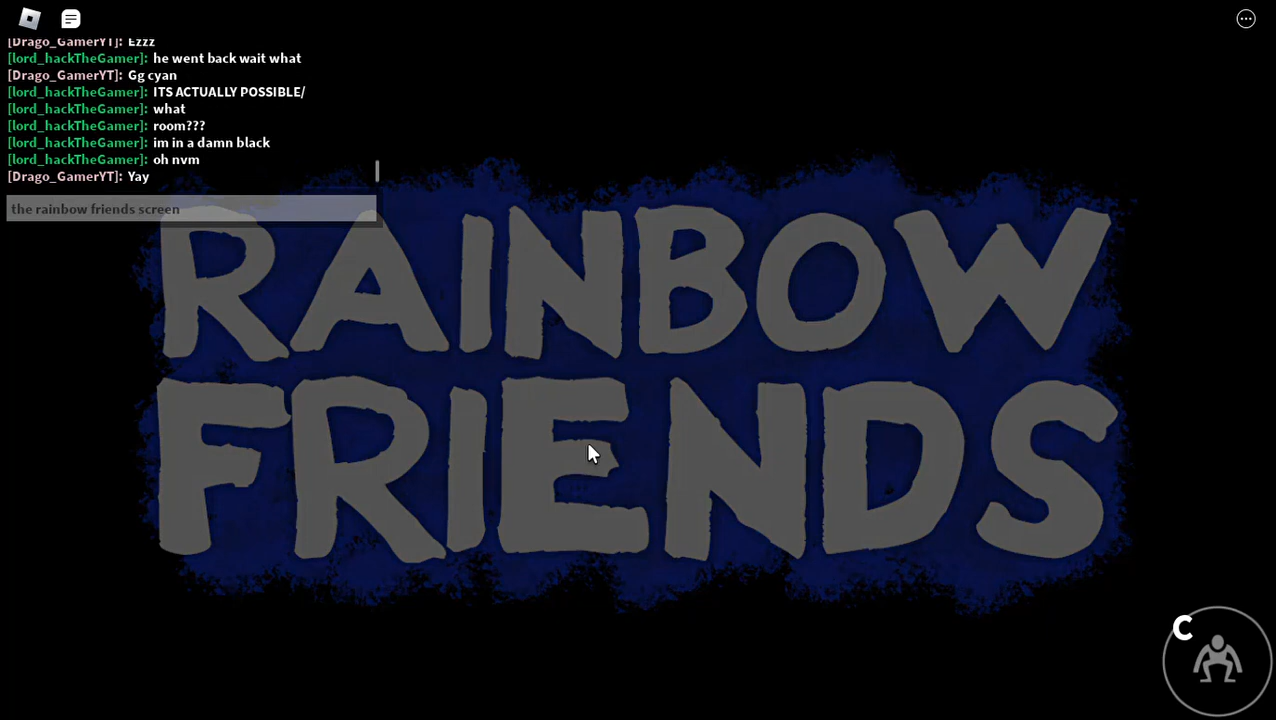 [Drago_GamerYT]: Ezzz
[lord_hackTheGamer]: he went back wait what
[Drago_GamerYT]: Gg cyan
[lord_hackTheGamer]: ITS ACTUALLY POSSIBLE/
[lord_hackTheGamer]: what
[lord_hackTheGamer]: room???
[lord_hackTheGamer]: im in a damn black
[lord_hackTheGamer]: oh nvm
[Drago_GamerYT]: Yay
the rainbow friends screen
RAINBOW
FRIENDS
C